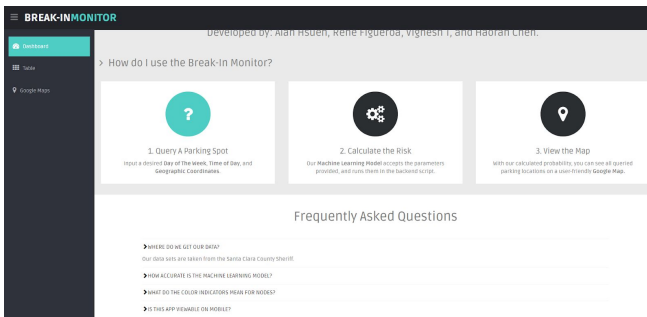 BREAK-INMONITOR
Dashboard
Table
Google Maps
Developed by: Alan Hsueh, Rene Figueroa, Vighesh I, and Haoran Chen.
> How do I use the Break-In Monitor?
?
1. Query A Parking Spot
Input a desired Day of The Week, Time of Day, and
Geographic Coordinates.
2. Calculate the Risk
Our Machine Learning Model accepts the parameters
provided, and runs them in the backend script.
3. View the Map
With our calculated probability, you can see all queried
parking locations on a user-friendly Google Map.
Frequently Asked Questions
WHERE DO WE GET OUR DATA?
Our data sets are taken from the Santa Clara County Sheriff.
HOW ACCURATE IS THE MACHINE LEARNING MODEL?
WHAT DO THE COLOR INDICATORS MEAN FOR NODES?
IS THIS APP VIEWABLE ON MOBILE?